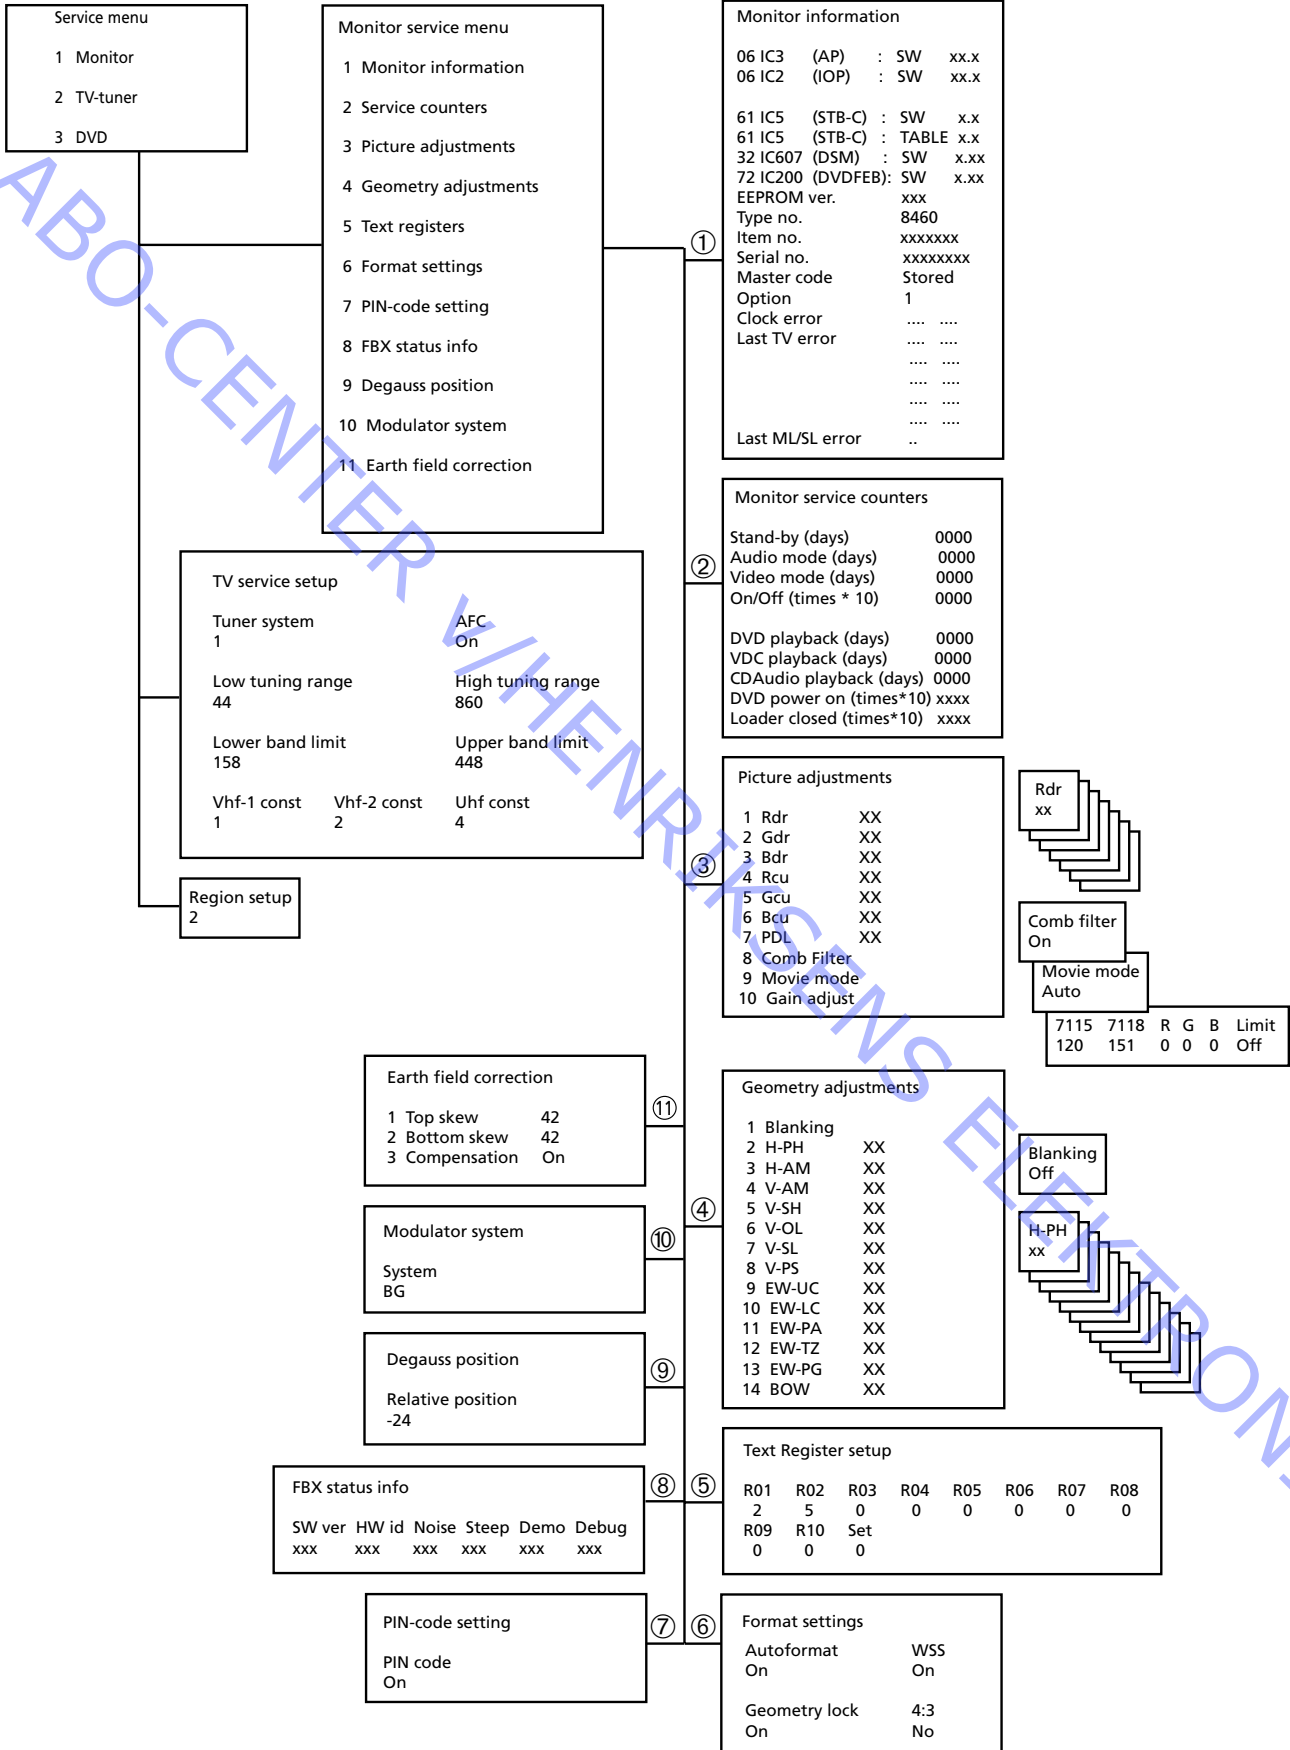 Service menu
1 Monitor
2 TV-tuner
3 DVD
Monitor service menu
1 Monitor information
2 Service counters
3 Picture adjustments
4 Geometry adjustments
5 Text registers
6 Format settings
7 PIN-code setting
8 FBX status info
9 Degauss position
10 Modulator system
11 Earth field correction
①
Monitor information
06 IC3 (AP) : SW xx.x
06 IC2 (IOP) : SW xx.x
61 IC5 (STB-C) : SW x.x
61 IC5 (STB-C) : TABLE x.x
32 IC607 (DSM) : SW x.xx
72 IC200 (DVDFEB): SW x.xx
EEPROM ver. xxx
Type no. 8460
Item no. xxxxxxx
Serial no. xxxxxxxx
Master code Stored
Option 1
Clock error .... ....
Last TV error .... ....
.... ....
.... ....
.... ....
.... ....
Last ML/SL error ..
②
Monitor service counters
Stand-by (days) 0000
Audio mode (days) 0000
Video mode (days) 0000
On/Off (times * 10) 0000
DVD playback (days) 0000
VDC playback (days) 0000
CDAudio playback (days) 0000
DVD power on (times*10) xxxx
Loader closed (times*10) xxxx
TV service setup
Tuner system AFC
1 On
Low tuning range High tuning range
44 860
Lower band limit Upper band limit
158 448
Vhf-1 const Vhf-2 const Uhf const
1 2 4
Region setup
2
③
Picture adjustments
1 Rdr XX
2 Gdr XX
3 Bdr XX
4 Rcu XX
5 Gcu XX
6 Bcu XX
7 PDL XX
8 Comb Filter
9 Movie mode
10 Gain adjust
Rdr
xx
Comb filter
On
Movie mode
Auto
7115 7118 R G B Limit
120 151 0 0 0 Off
Earth field correction
1 Top skew 42
2 Bottom skew 42
3 Compensation On
⑪
④
Geometry adjustments
1 Blanking
2 H-PH XX
3 H-AM XX
4 V-AM XX
5 V-SH XX
6 V-OL XX
7 V-SL XX
8 V-PS XX
9 EW-UC XX
10 EW-LC XX
11 EW-PA XX
12 EW-TZ XX
13 EW-PG XX
14 BOW XX
Blanking
Off
H-PH
xx
Modulator system
System
BG
⑩
Degauss position
Relative position
-24
⑨
FBX status info
SW ver HW id Noise Steep Demo Debug
xxx xxx xxx xxx xxx xxx
⑧
⑤
Text Register setup
R01 R02 R03 R04 R05 R06 R07 R08
2 5 0 0 0 0 0 0
R09 R10 Set
0 0 0
PIN-code setting
PIN code
On
⑦
⑥
Format settings
Autoformat WSS
On On
Geometry lock 4:3
On No
ABO-CENTER v/HENRIKSENS ELEKTRON